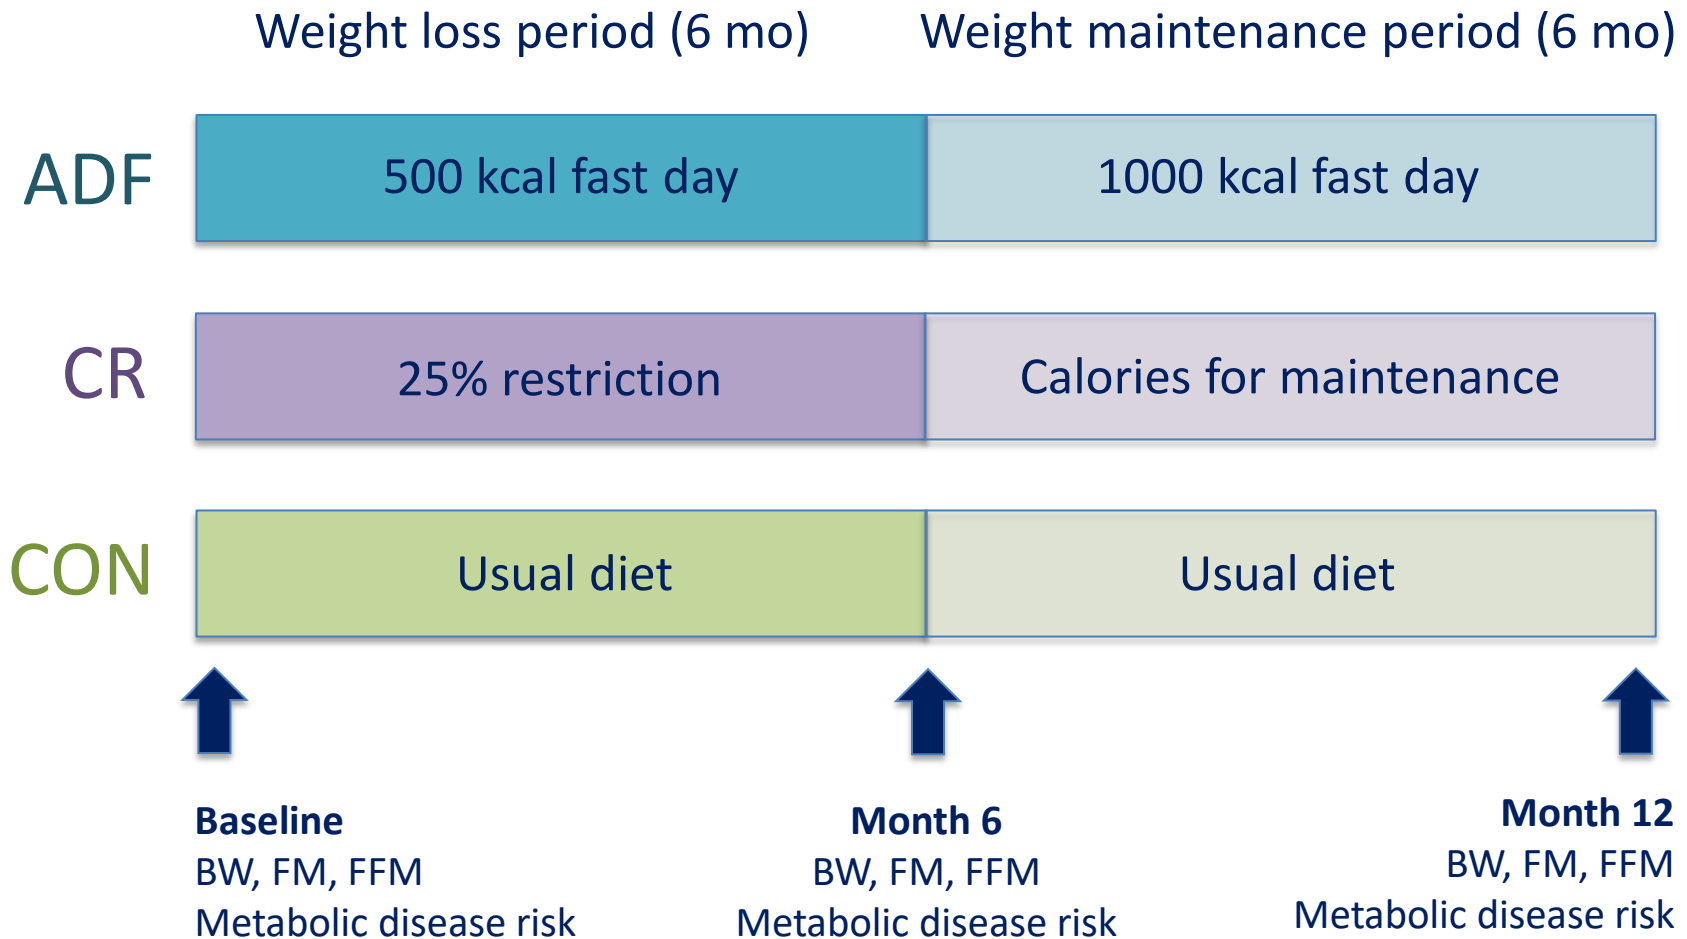 Weight loss period (6 mo)
Weight maintenance period (6 mo)
ADF
500 kcal fast day
1000 kcal fast day
CR
25% restriction
Calories for maintenance
CON
Usual diet
Usual diet
Baseline
BW, FM, FFM
Metabolic disease risk
Month 6
BW, FM, FFM
Metabolic disease risk
Month 12
BW, FM, FFM
Metabolic disease risk